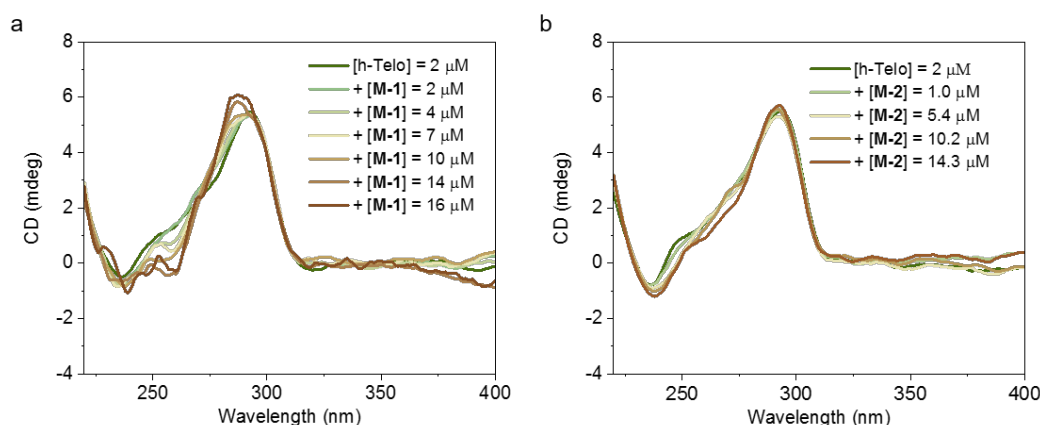 a
8
6
4
2
0
-2
-4
CD (mdeg)
[h-Telo] = 2 μM
+ [M-1] = 2 μM
+ [M-1] = 4 μM
+ [M-1] = 7 μM
+ [M-1] = 10 μM
+ [M-1] = 14 μM
+ [M-1] = 16 μM
250 300 350 400
Wavelength (nm)
b
8
6
4
2
0
-2
-4
CD (mdeg)
[h-Telo] = 2 μM
+ [M-2] = 1.0 μM
+ [M-2] = 5.4 μM
+ [M-2] = 10.2 μM
+ [M-2] = 14.3 μM
250 300 350 400
Wavelength (nm)